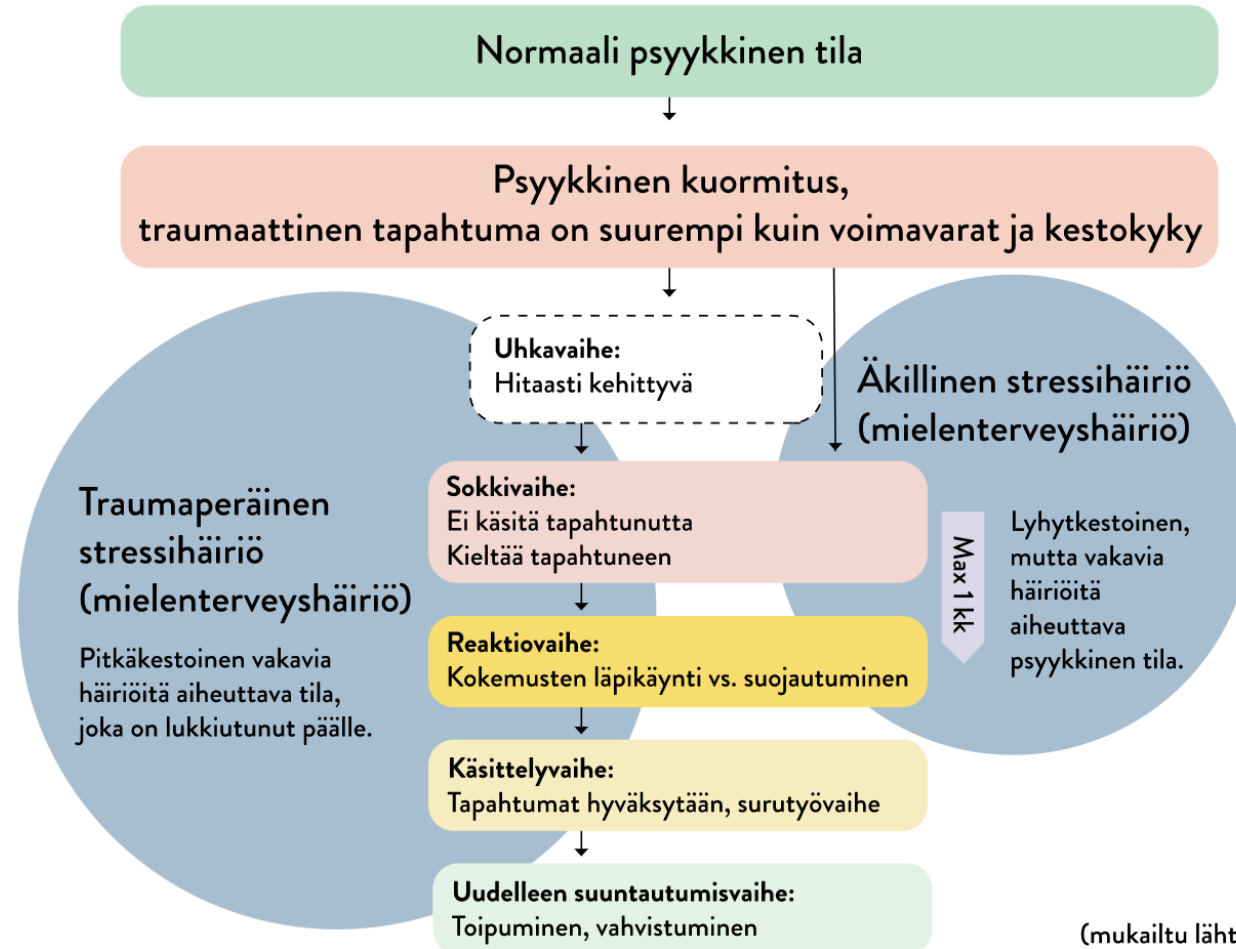 Normaali psyykkinen tila
Psyykkinen kuormitus,
traumaattinen tapahtuma on suurempi kuin voimavarat ja kestokyky
Uhkavaihe:
Hitaasti kehittyvä
Äkillinen stressihäiriö
(mielenterveyshäiriö)
Traumaperäinen
stressihäiriö
(mielenterveyshäiriö)
Pitkäkestoinen vakavia
häiriöitä aiheuttava tila,
joka on lukkiutunut päälle.
Sokkivaihe:
Ei käsitä tapahtunutta
Kieltää tapahtuneen
Max 1 kk
Lyhytkestoinen,
mutta vakavia
häiriöitä
aiheuttava
psyykkinen tila.
Reaktiovaihe:
Kokemusten läpikäynti vs. suojautuminen
Käsittelyvaihe:
Tapahtumat hyväksytään, surutyövaihe
Uudelleen suuntautumisvaihe:
Toipuminen, vahvistuminen
(mukailtu läht